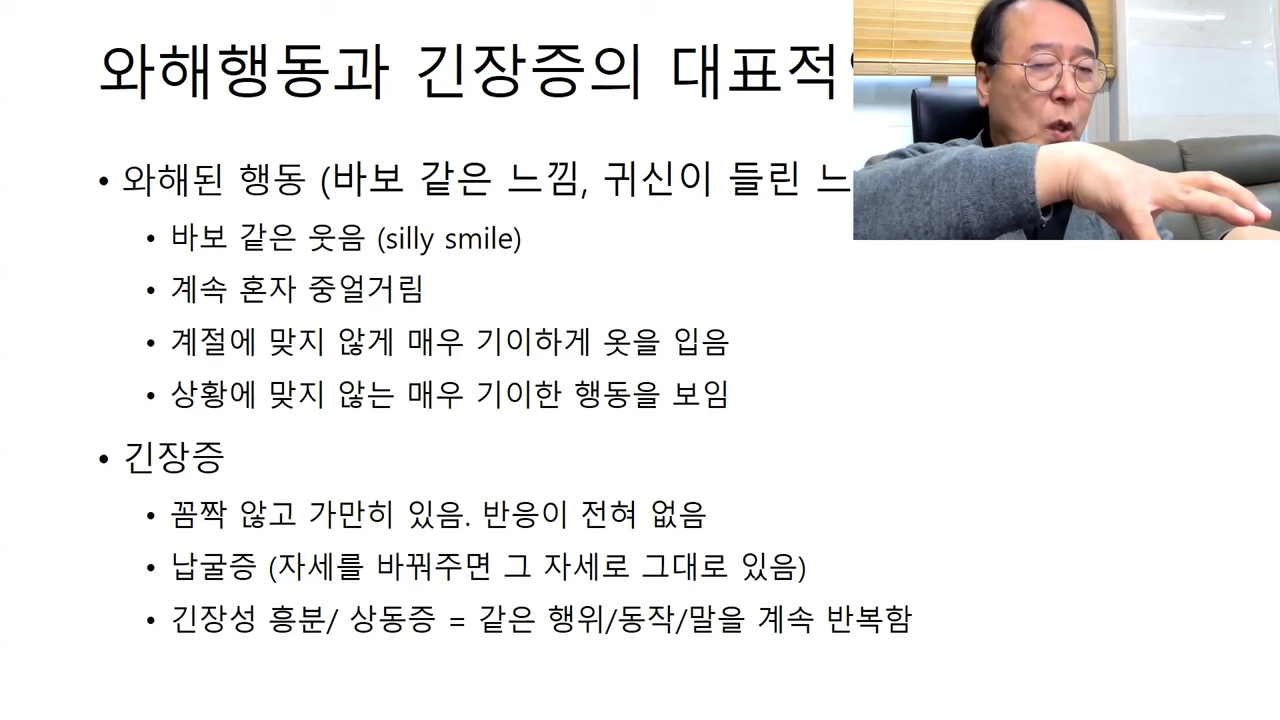 와해행동과 긴장증의 대표적
• 와해된 행동 (바보 같은 느낌, 귀신이 들린 느
• 바보 같은 웃음 (silly smile)
• 계속 혼자 중얼거림
• 계절에 맞지 않게 매우 기이하게 옷을 입음
• 상황에 맞지 않는 매우 기이한 행동을 보임
• 긴장증
• 꼼짝 않고 가만히 있음. 반응이 전혀 없음
• 납굴증 (자세를 바꿔주면 그 자세로 그대로 있음)
• 긴장성 흥분/ 상동증 = 같은 행위/동작/말을 계속 반복함